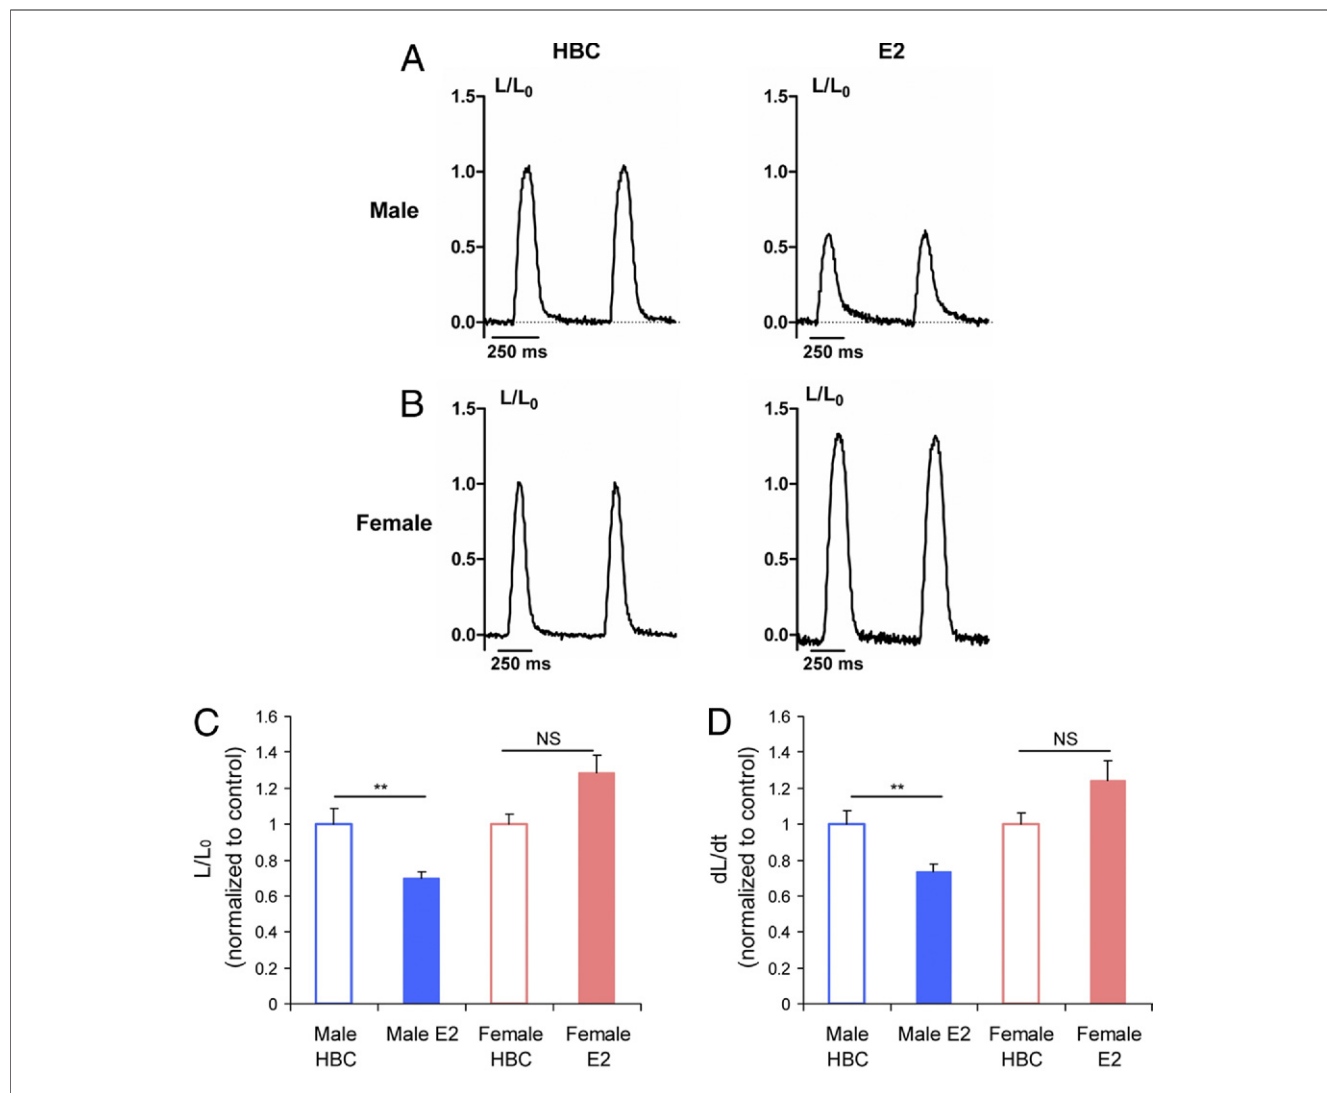 A
HBC
E2
L/L0
1.5
1.0
0.5
0.0
250 ms
L/L0
1.5
1.0
0.5
0.0
250 ms
Male
B
L/L0
1.5
1.0
0.5
0.0
250 ms
L/L0
1.5
1.0
0.5
0.0
250 ms
Female
C
L/L0
(normalized to control)
1.6
1.4
1.2
1
0.8
0.6
0.4
0.2
0
**
NS
Male
HBC
Male E2
Female
HBC
Female
E2
D
dL/dt
(normalized to control)
1.6
1.4
1.2
1
0.8
0.6
0.4
0.2
0
**
NS
Male
HBC
Male E2
Female
HBC
Female
E2